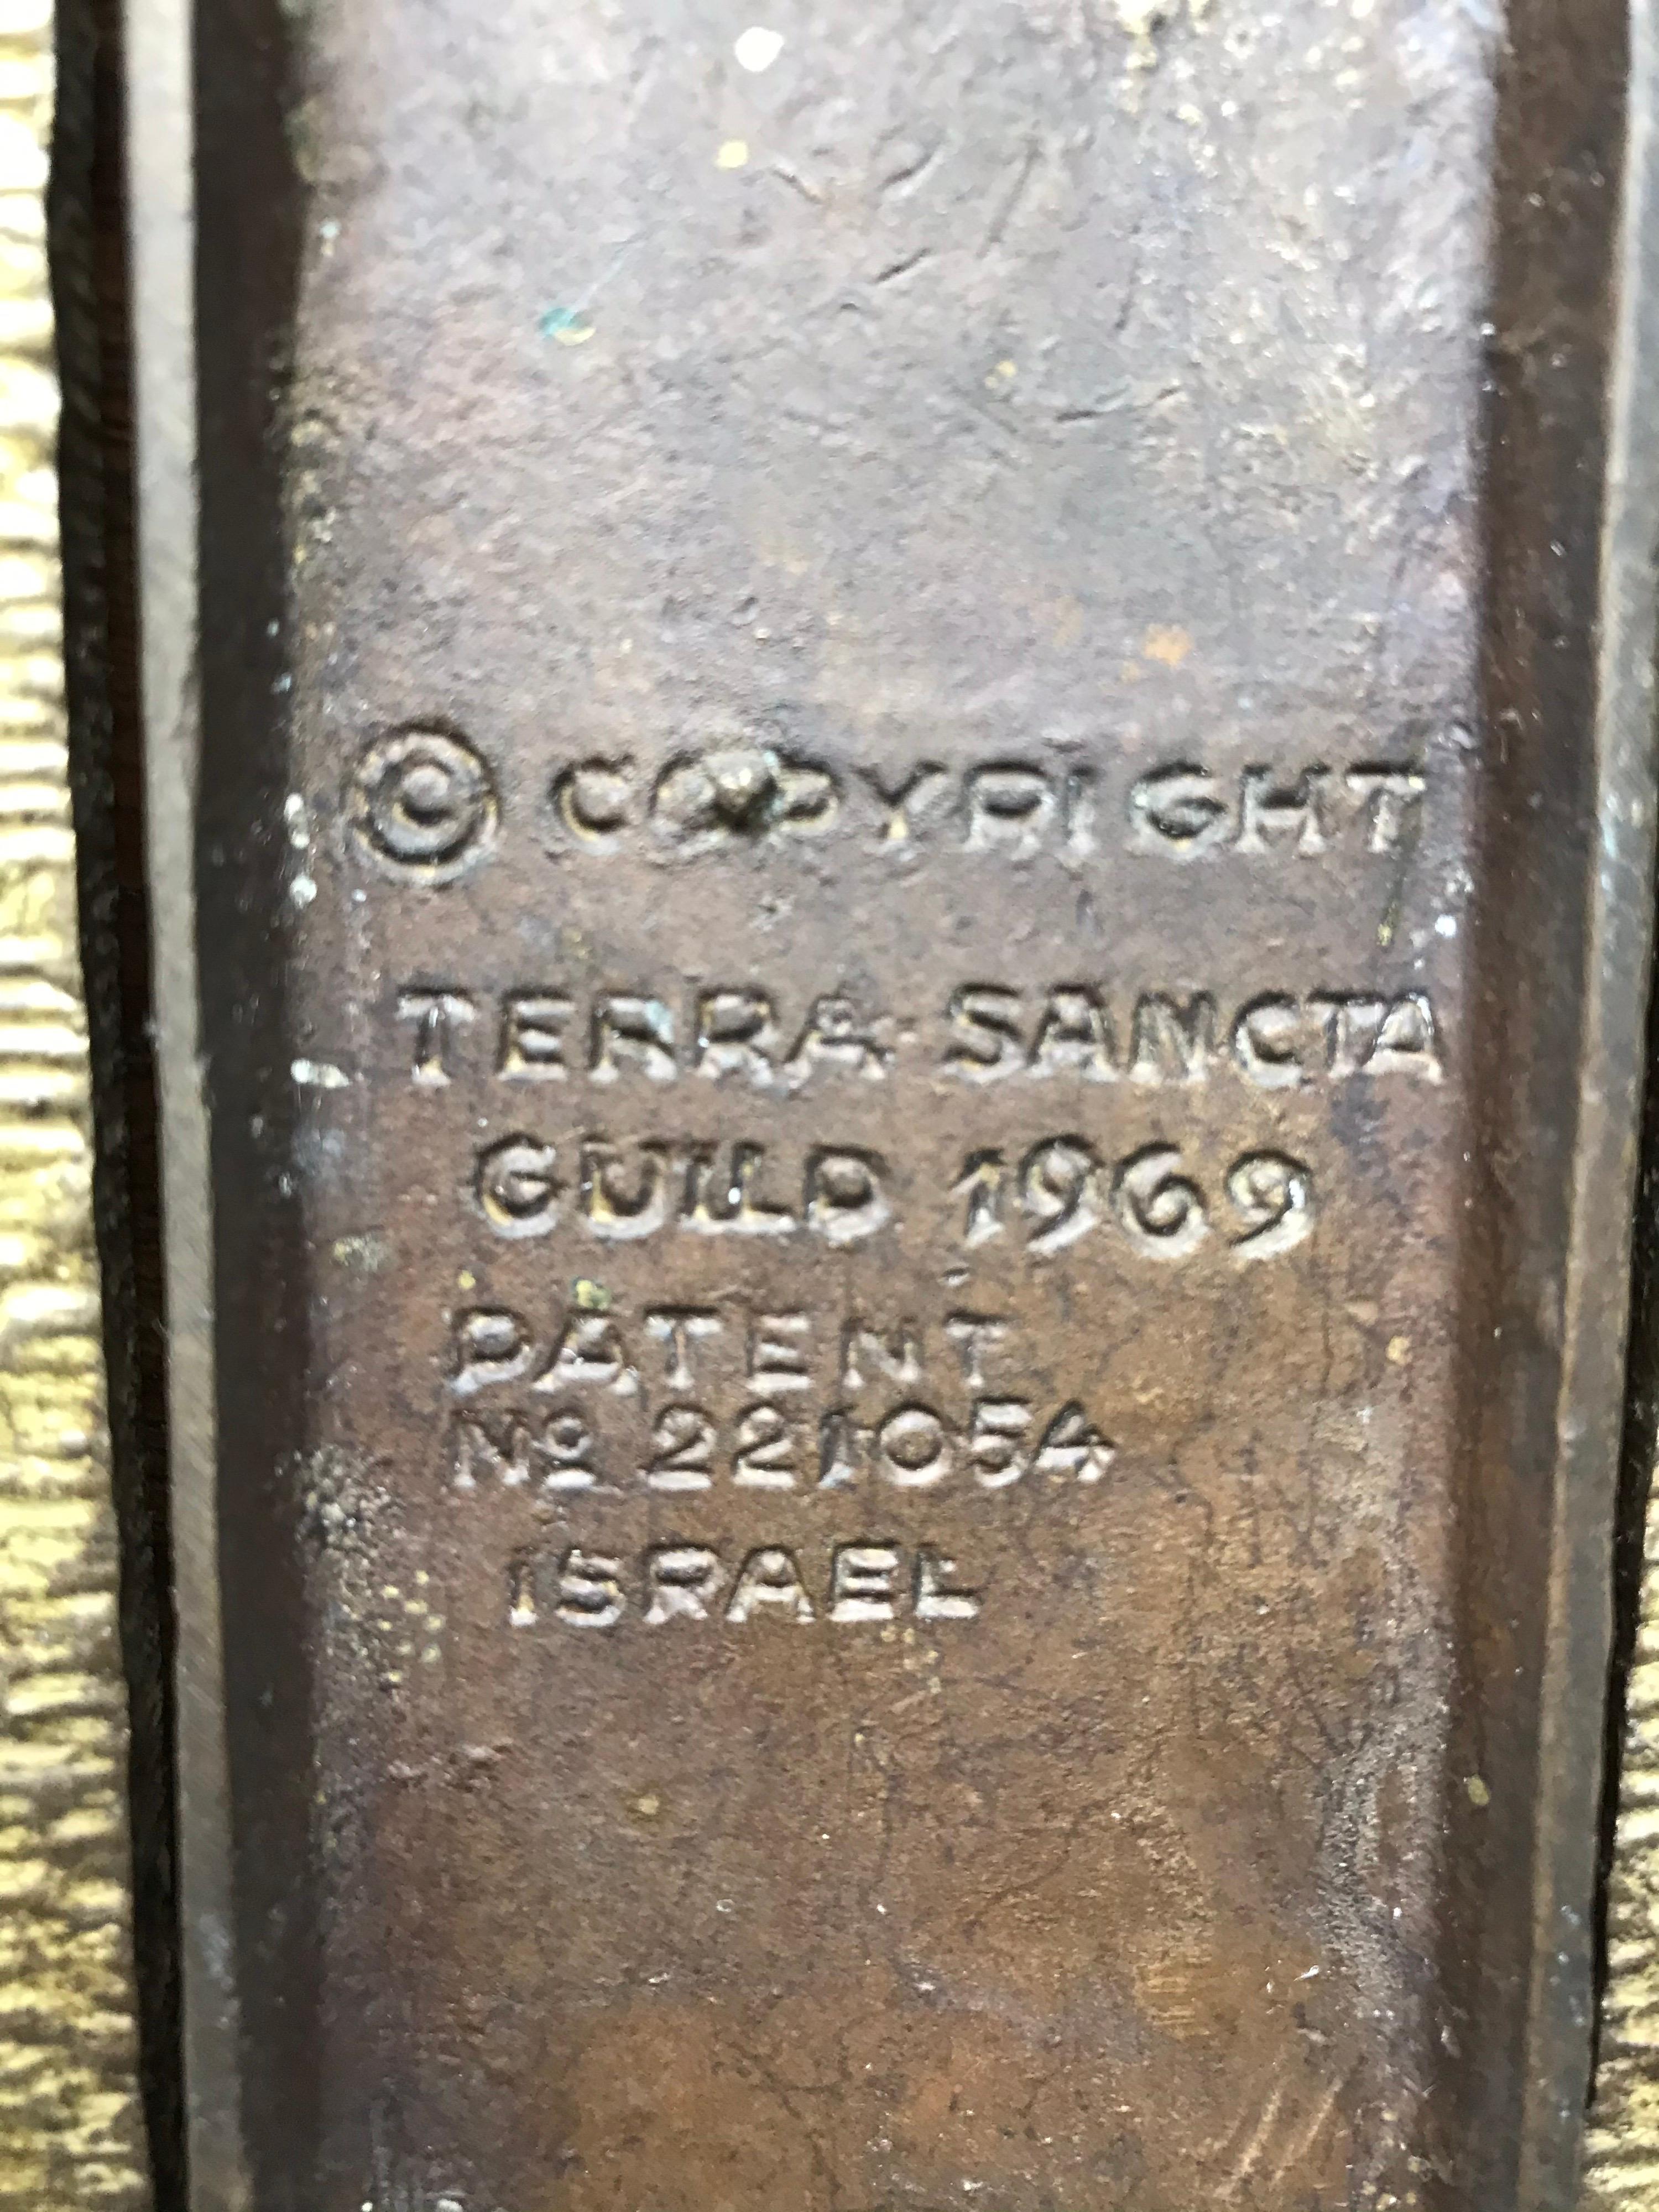 © COPYRIGHT
TERRA SANCTA
GUILD 1969
PATENT
Nº 221054
ISRAEL